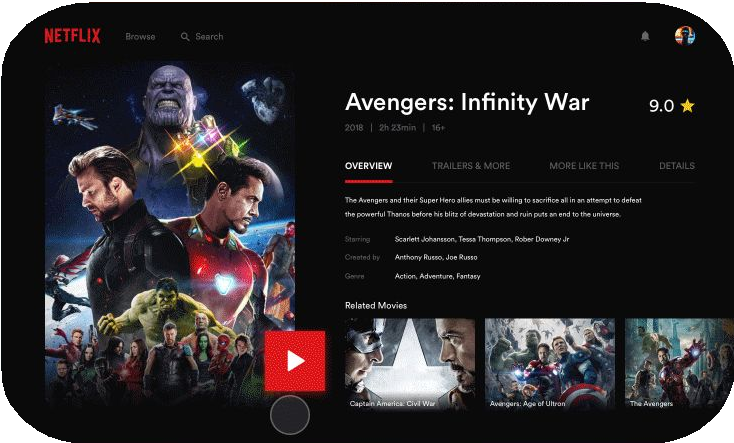 NETFLIX
Browse
Search
Avengers: Infinity War
9.0
2018 | 2h 23min | 16+
OVERVIEW
TRAILERS & MORE
MORE LIKE THIS
DETAILS
The Avengers and their Super Hero allies must be willing to sacrifice all in an attempt to defeat
the powerful Thanos before his blitz of devastation and ruin puts an end to the universe.
Starring Scarlett Johansson, Tessa Thompson, Rober Downey Jr
Created by Anthony Russo, Joe Russo
Genre Action, Adventure, Fantasy
Related Movies
Captain America: Civil War
Avengers: Age of Ultron
The Avengers